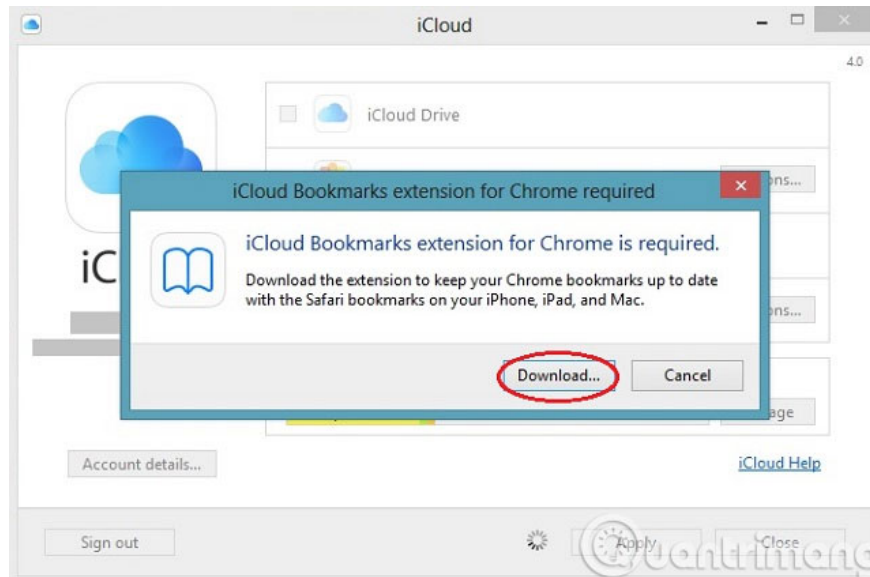 iCloud
4.0
iCloud Drive
iCloud Bookmarks extension for Chrome required
iCloud Bookmarks extension for Chrome is required.
Download the extension to keep your Chrome bookmarks up to date
with the Safari bookmarks on your iPhone, iPad, and Mac.
Download... Cancel
Account details...
iCloud Help
Sign out Apply Close
Quantrimang